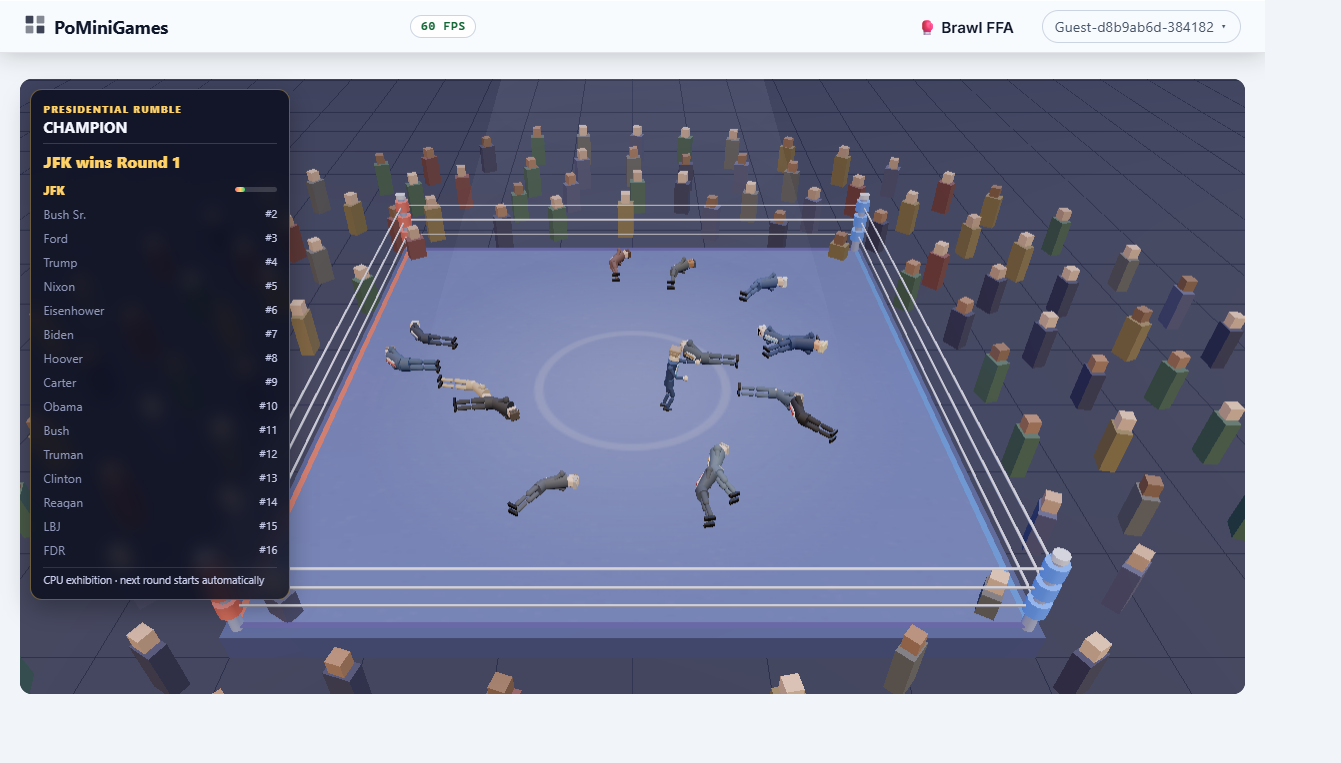 PoMiniGames
60 FPS
Brawl FFA
Guest-d8b9ab6d-384182
PRESIDENTIAL RUMBLE
CHAMPION
JFK wins Round 1
JFK
Bush Sr. #2
Ford #3
Trump #4
Nixon #5
Eisenhower #6
Biden #7
Hoover #8
Carter #9
Obama #10
Bush #11
Truman #12
Clinton #13
Reagan #14
LBJ #15
FDR #16
CPU exhibition · next round starts automatically